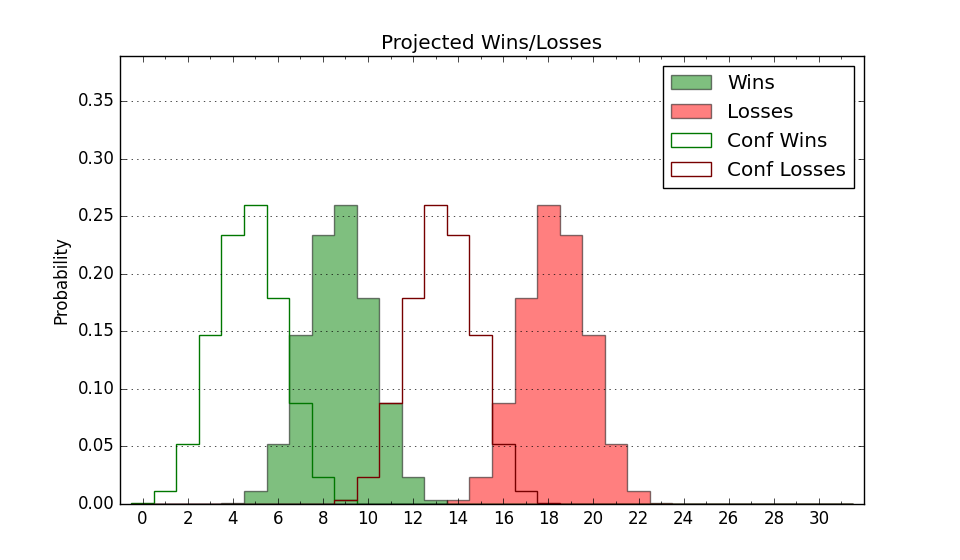 Projected Wins/Losses
Wins
Losses
Conf Wins
Conf Losses
Probability
0.35
0.30
0.25
0.20
0.15
0.10
0.05
0.00
0 2 4 6 8 10 12 14 16 18 20 22 24 26 28 30